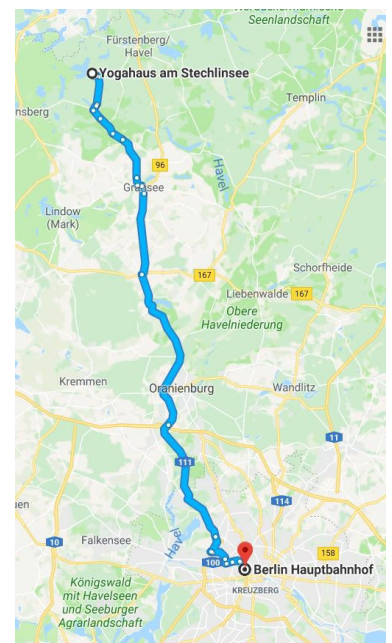 Seenlandschaft
Fürstenberg/
Havel
Yogahaus am Stechlinsee
Templin
96
Havel
Gransee
Lindow
(Mark)
167
Schorfheide
Liebenwalde
167
Obere
Havelniederung
Kremmen
Oranienburg
Wandlitz
11
111
114
Havel
10
Falkensee
158
100
Berlin Hauptbahnhof
Königswald
mit Havelseen
und Seeburger
Agrarlandschaft
KREUZBERG